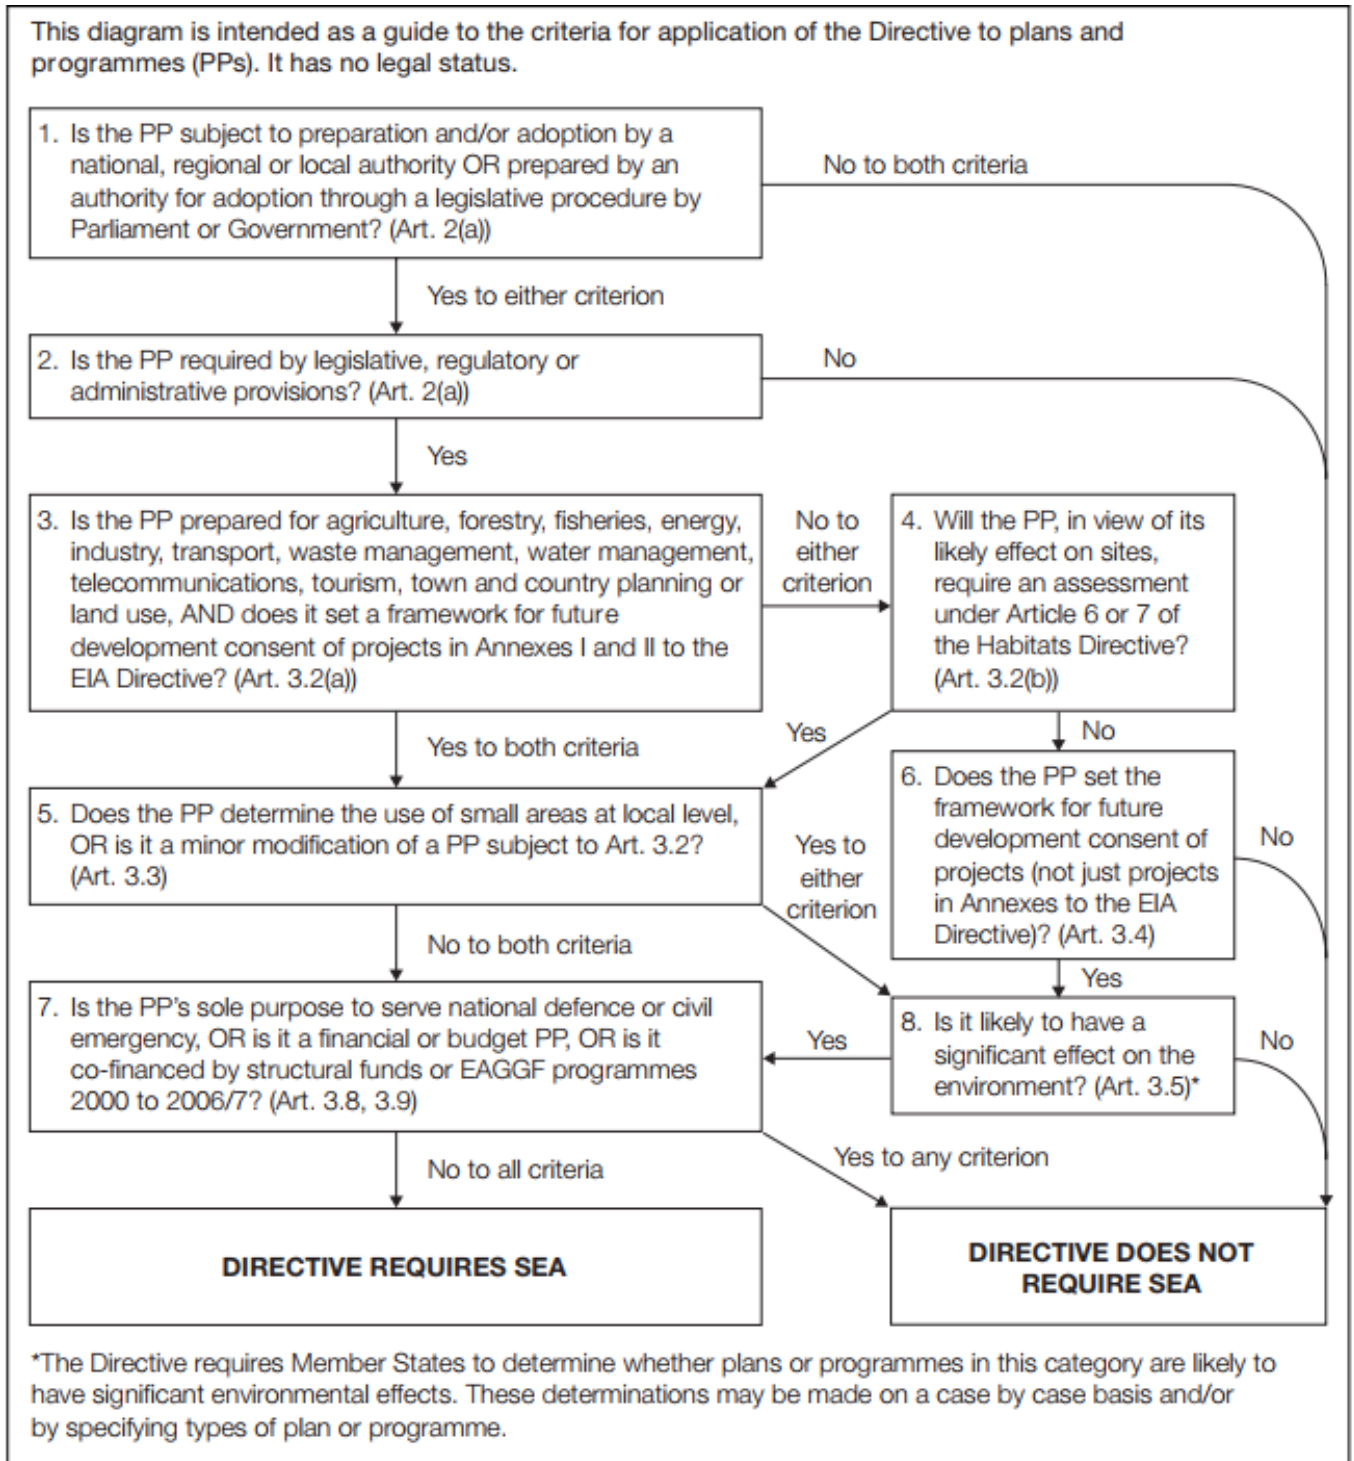 This diagram is intended as a guide to the criteria for application of the Directive to plans and
programmes (PPs). It has no legal status.
1. Is the PP subject to preparation and/or adoption by a
national, regional or local authority OR prepared by an
authority for adoption through a legislative procedure by
Parliament or Government? (Art. 2(a))
No to both criteria
Yes to either criterion
2. Is the PP required by legislative, regulatory or
administrative provisions? (Art. 2(a))
No
Yes
3. Is the PP prepared for agriculture, forestry, fisheries, energy,
industry, transport, waste management, water management,
telecommunications, tourism, town and country planning or
land use, AND does it set a framework for future
development consent of projects in Annexes I and II to the
EIA Directive? (Art. 3.2(a))
No to
either
criterion
4. Will the PP, in view of its
likely effect on sites,
require an assessment
under Article 6 or 7 of
the Habitats Directive?
(Art. 3.2(b))
Yes to both criteria
Yes
No
5. Does the PP determine the use of small areas at local level,
OR is it a minor modification of a PP subject to Art. 3.2?
(Art. 3.3)
Yes to
either
criterion
6. Does the PP set the
framework for future
development consent of
projects (not just projects
in Annexes to the EIA
Directive)? (Art. 3.4)
No
No to both criteria
Yes
7. Is the PP's sole purpose to serve national defence or civil
emergency, OR is it a financial or budget PP, OR is it
co-financed by structural funds or EAGGF programmes
2000 to 2006/7? (Art. 3.8, 3.9)
Yes
8. Is it likely to have a
significant effect on the
environment? (Art. 3.5)*
No
No to all criteria
Yes to any criterion
DIRECTIVE REQUIRES SEA
DIRECTIVE DOES NOT
REQUIRE SEA
*The Directive requires Member States to determine whether plans or programmes in this category are likely to
have significant environmental effects. These determinations may be made on a case by case basis and/or
by specifying types of plan or programme.